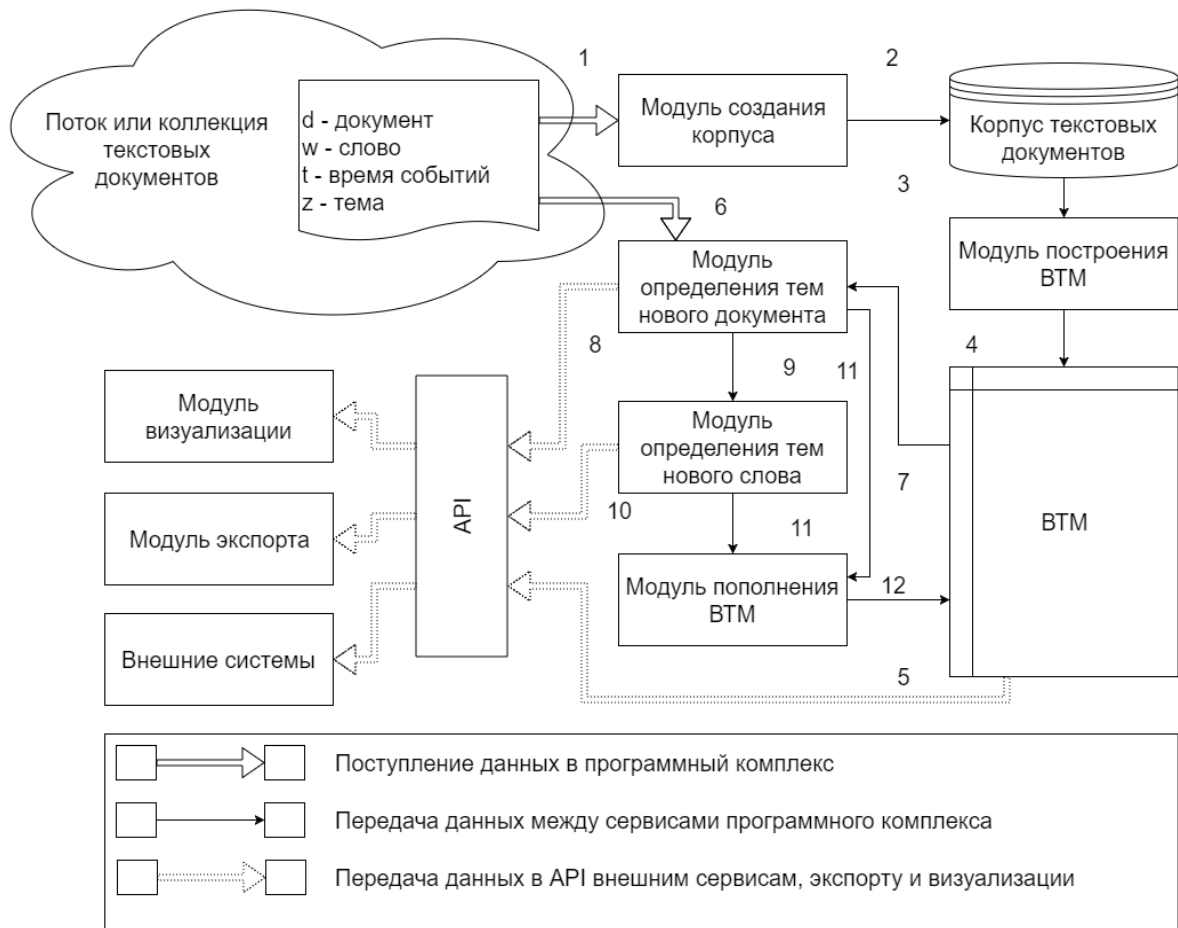 1
2
Поток или коллекция
текстовых
документов
d - документ
w - слово
t - время событий
z - тема
Модуль создания
корпуса
Корпус текстовых
документов
3
6
Модуль
определения тем
нового документа
Модуль построения
ВТМ
8
9
11
4
Модуль
визуализации
API
Модуль
определения тем
нового слова
7
ВТМ
10
11
Модуль экспорта
Модуль пополнения
ВТМ
12
Внешние системы
5
Поступление данных в программный комплекс
Передача данных между сервисами программного комплекса
Передача данных в API внешним сервисам, экспорту и визуализации